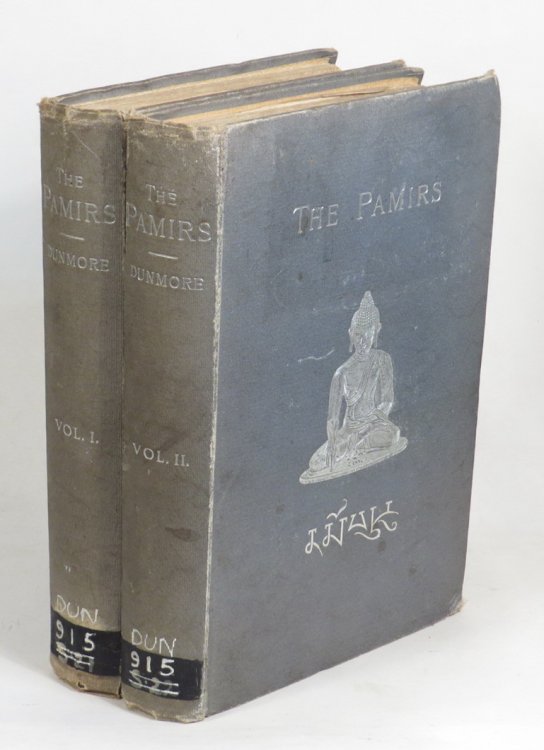 THE
PAMIRS
DUNMORE
VOL. I.
DUN
915
THE
PAMIRS
DUNMORE
VOL. II.
DUN
915
THE PAMIRS